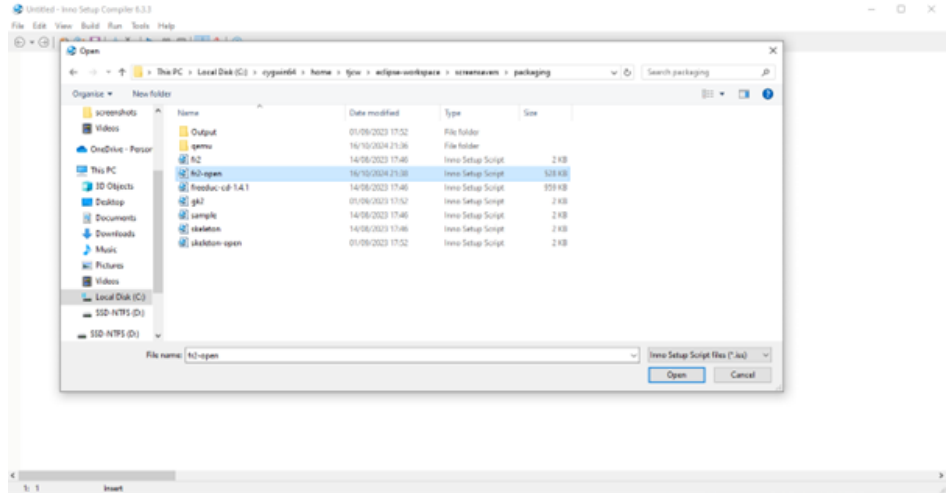 Untitled - Inno Setup Compiler 6.3.3
File Edit View Build Run Tools Help
Open
This PC > Local Disk (C:) > cygwin64 > home > tjcw > eclipse-workspace > screensavers > packaging
Search packaging
Organise
New folder
screenshots
Videos
OneDrive - Person
This PC
3D Objects
Desktop
Documents
Downloads
Music
Pictures
Videos
Local Disk (C:)
SSD-NTFS (D:)
SSD-NTFS (D:)
Name Date modified Type Size
Output 01/09/2023 17:52 File folder
qemu 16/10/2024 21:36 File folder
fr2 14/08/2023 17:46 Inno Setup Script 2 KB
fr2-open 16/10/2024 21:38 Inno Setup Script 528 KB
freeduc-cd-1.4.1 14/08/2023 17:46 Inno Setup Script 959 KB
gk2 01/09/2023 17:52 Inno Setup Script 2 KB
sample 14/08/2023 17:46 Inno Setup Script 2 KB
skeleton 14/08/2023 17:46 Inno Setup Script 2 KB
skeleton-open 01/09/2023 17:52 Inno Setup Script 2 KB
File name: fr2-open
Inno Setup Script files (*.iss)
Open Cancel
1: 1 Insert